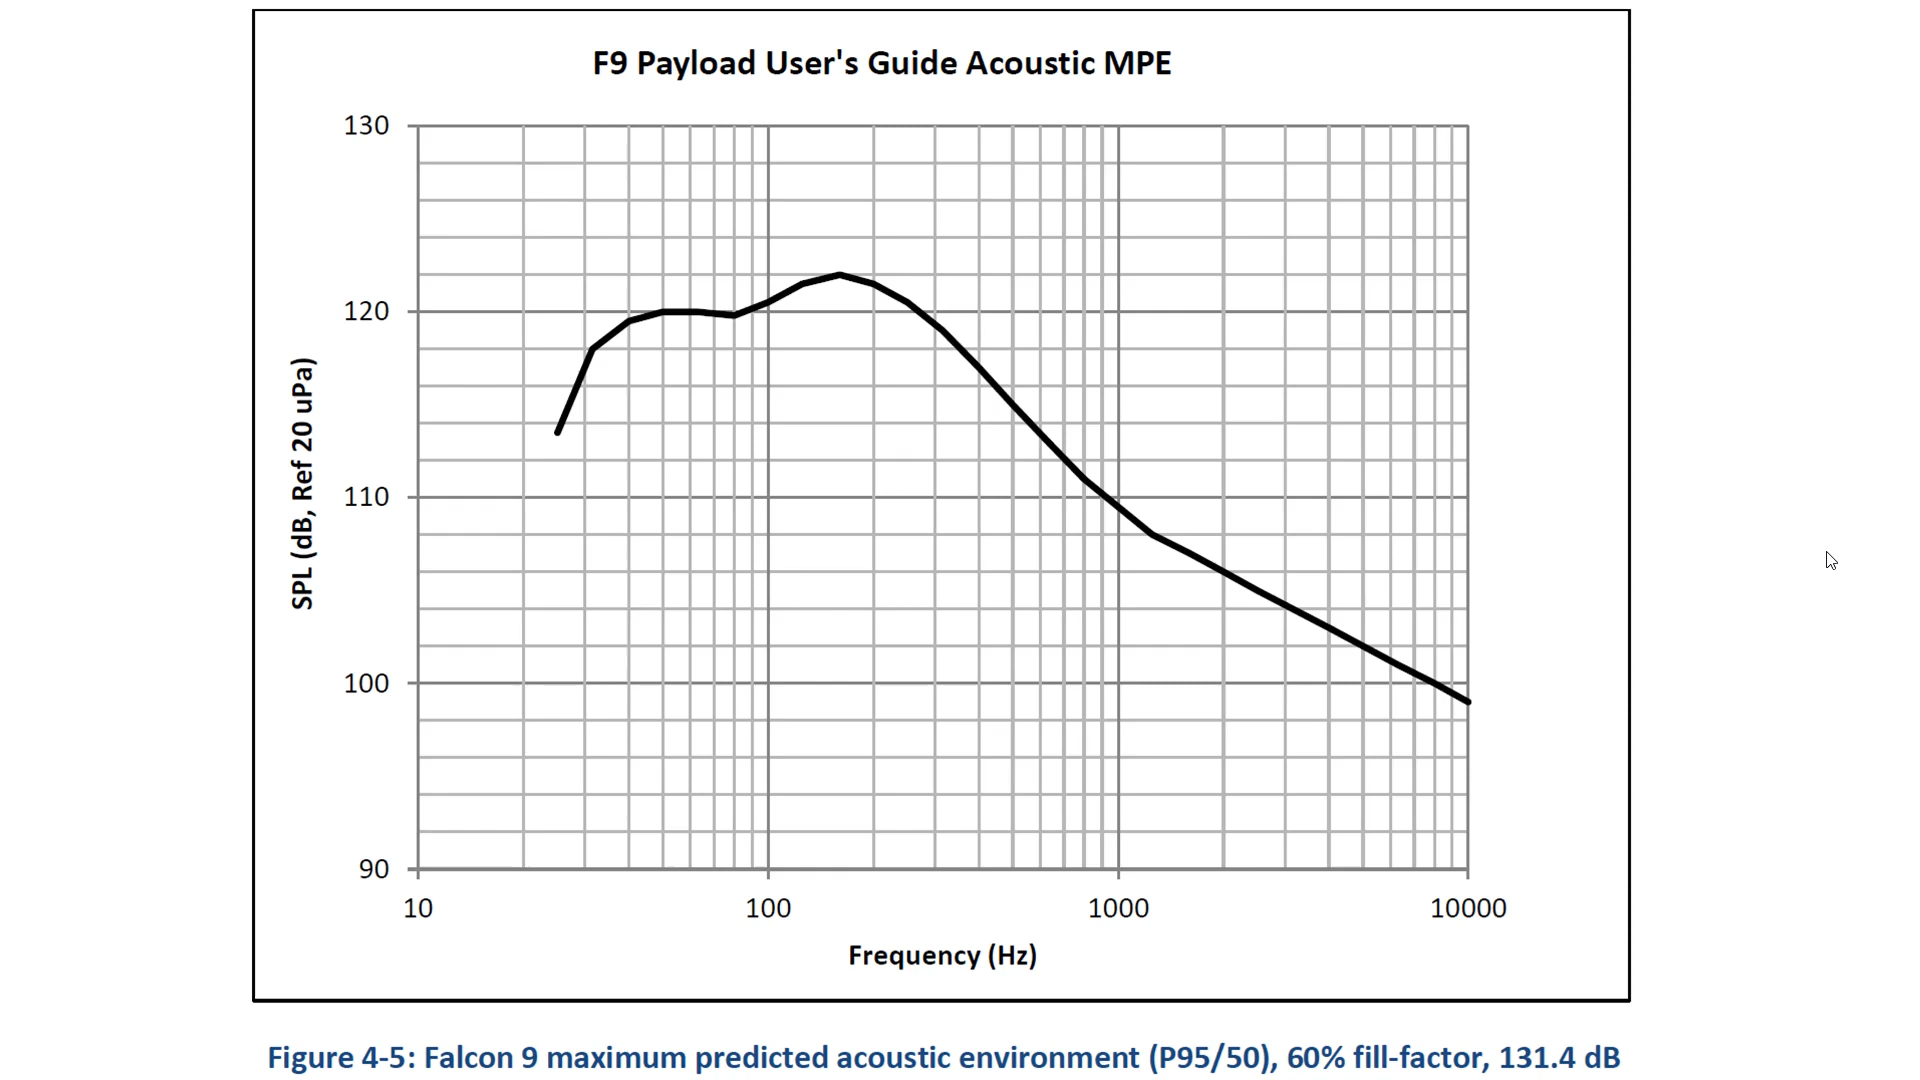 F9 Payload User's Guide Acoustic MPE
130
120
110
100
90
SPL (dB, Ref 20 uPa)
10 100 1000 10000
Frequency (Hz)
Figure 4-5: Falcon 9 maximum predicted acoustic environment (P95/50), 60% fill-factor, 131.4 dB